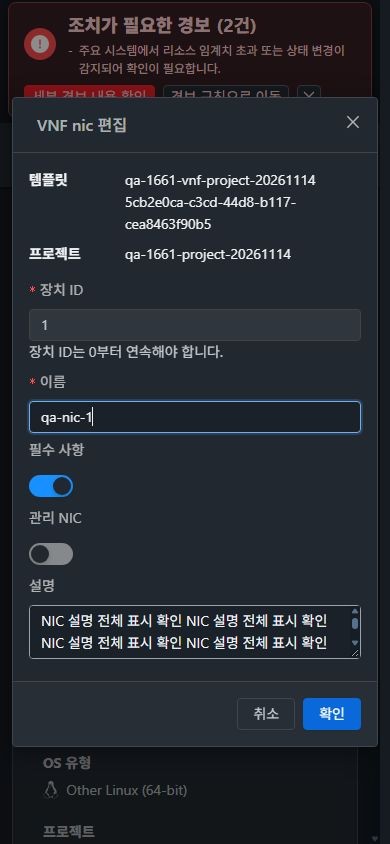 조치가 필요한 경보 (2건)
- 주요 시스템에서 리소스 임계치 초과 또는 상태 변경이
감지되어 확인이 필요합니다.
세부 경보 내용 확인
경보 규칙으로 이동
VNF nic 편집
템플릿
qa-1661-vnf-project-20261114
5cb2e0ca-c3cd-44d8-b117-
cea8463f90b5
프로젝트
qa-1661-project-20261114
* 장치 ID
1
장치 ID는 0부터 연속해야 합니다.
* 이름
qa-nic-1
필수 사항
관리 NIC
설명
NIC 설명 전체 표시 확인 NIC 설명 전체 표시 확인
NIC 설명 전체 표시 확인 NIC 설명 전체 표시 확인
취소
확인
OS 유형
Other Linux (64-bit)
프로젝트